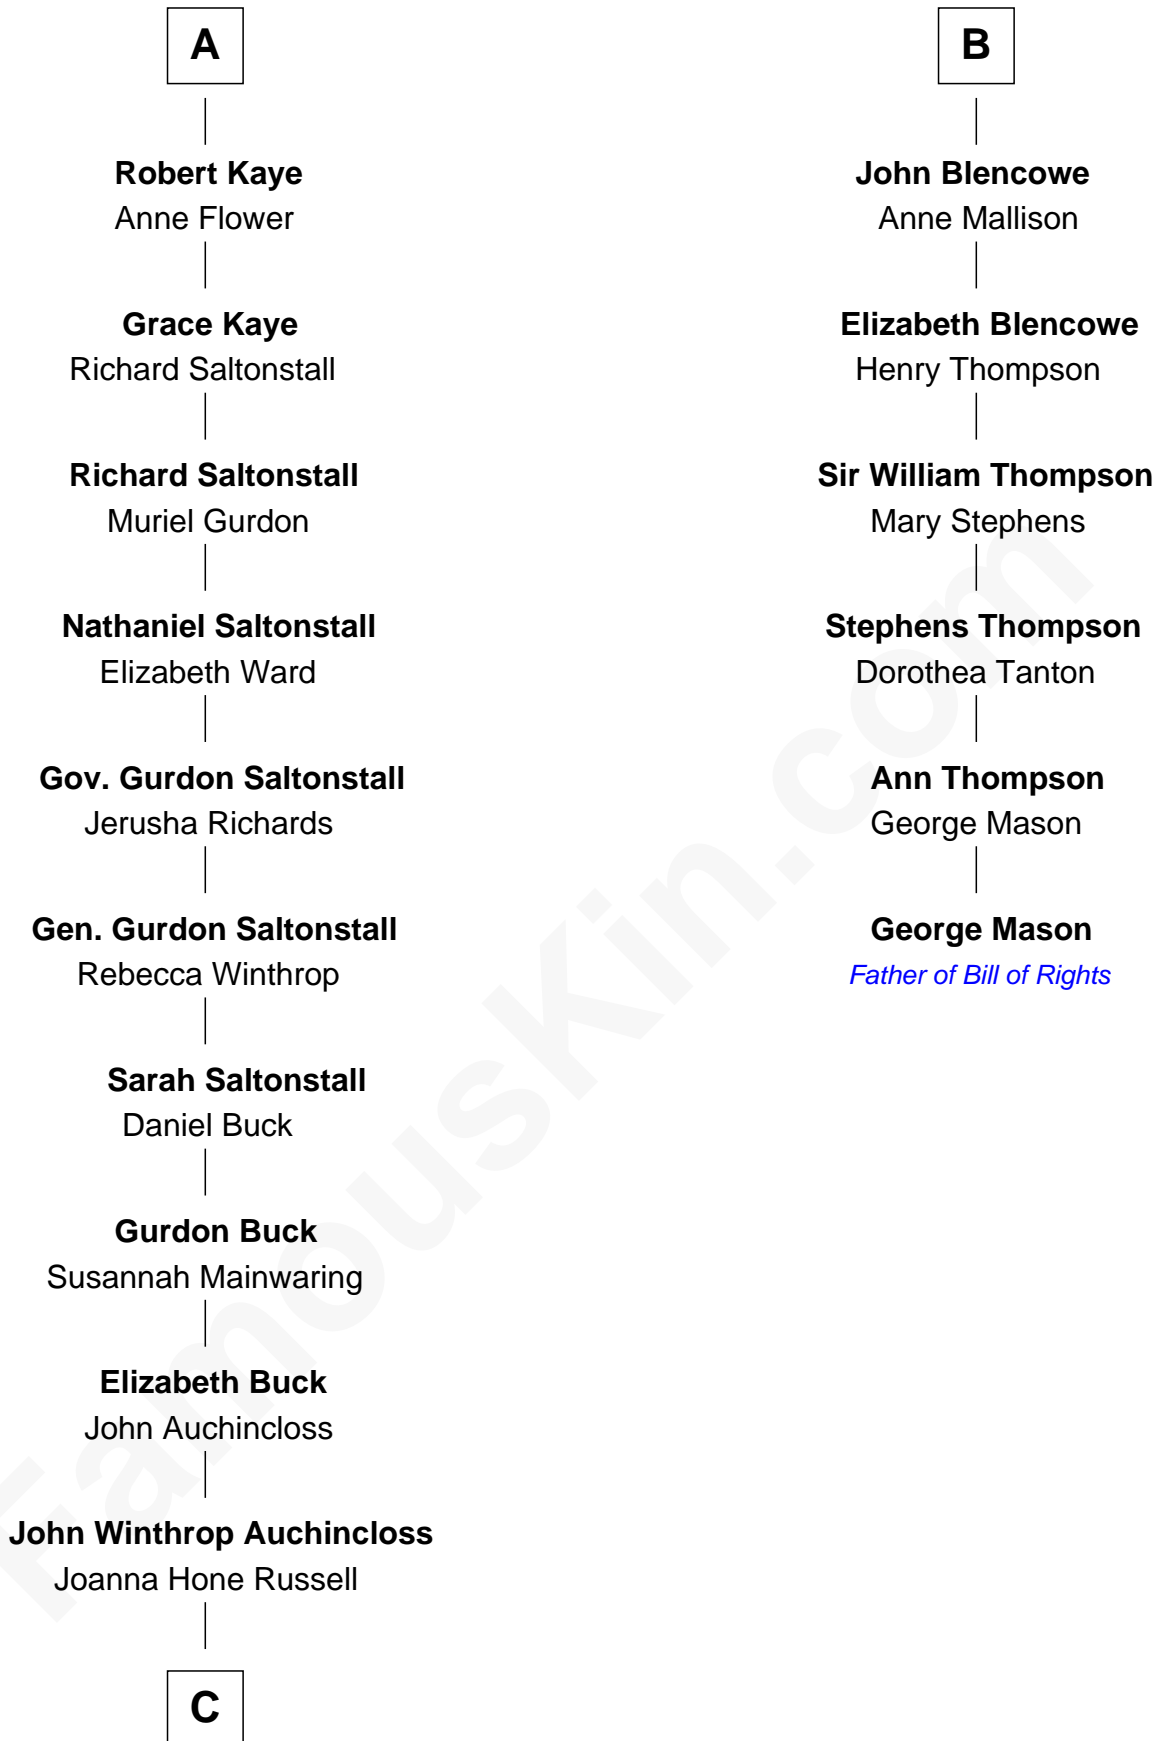 A
Robert Kaye
Anne Flower
Grace Kaye
Richard Saltonstall
Richard Saltonstall
Muriel Gurdon
Nathaniel Saltonstall
Elizabeth Ward
Gov. Gurdon Saltonstall
Jerusha Richards
Gen. Gurdon Saltonstall
Rebecca Winthrop
Sarah Saltonstall
Daniel Buck
Gurdon Buck
Susannah Mainwaring
Elizabeth Buck
John Auchincloss
John Winthrop Auchincloss
Joanna Hone Russell
C
B
John Blencowe
Anne Mallison
Elizabeth Blencowe
Henry Thompson
Sir William Thompson
Mary Stephens
Stephens Thompson
Dorothea Tanton
Ann Thompson
George Mason
George Mason
Father of Bill of Rights
FamousKin.com